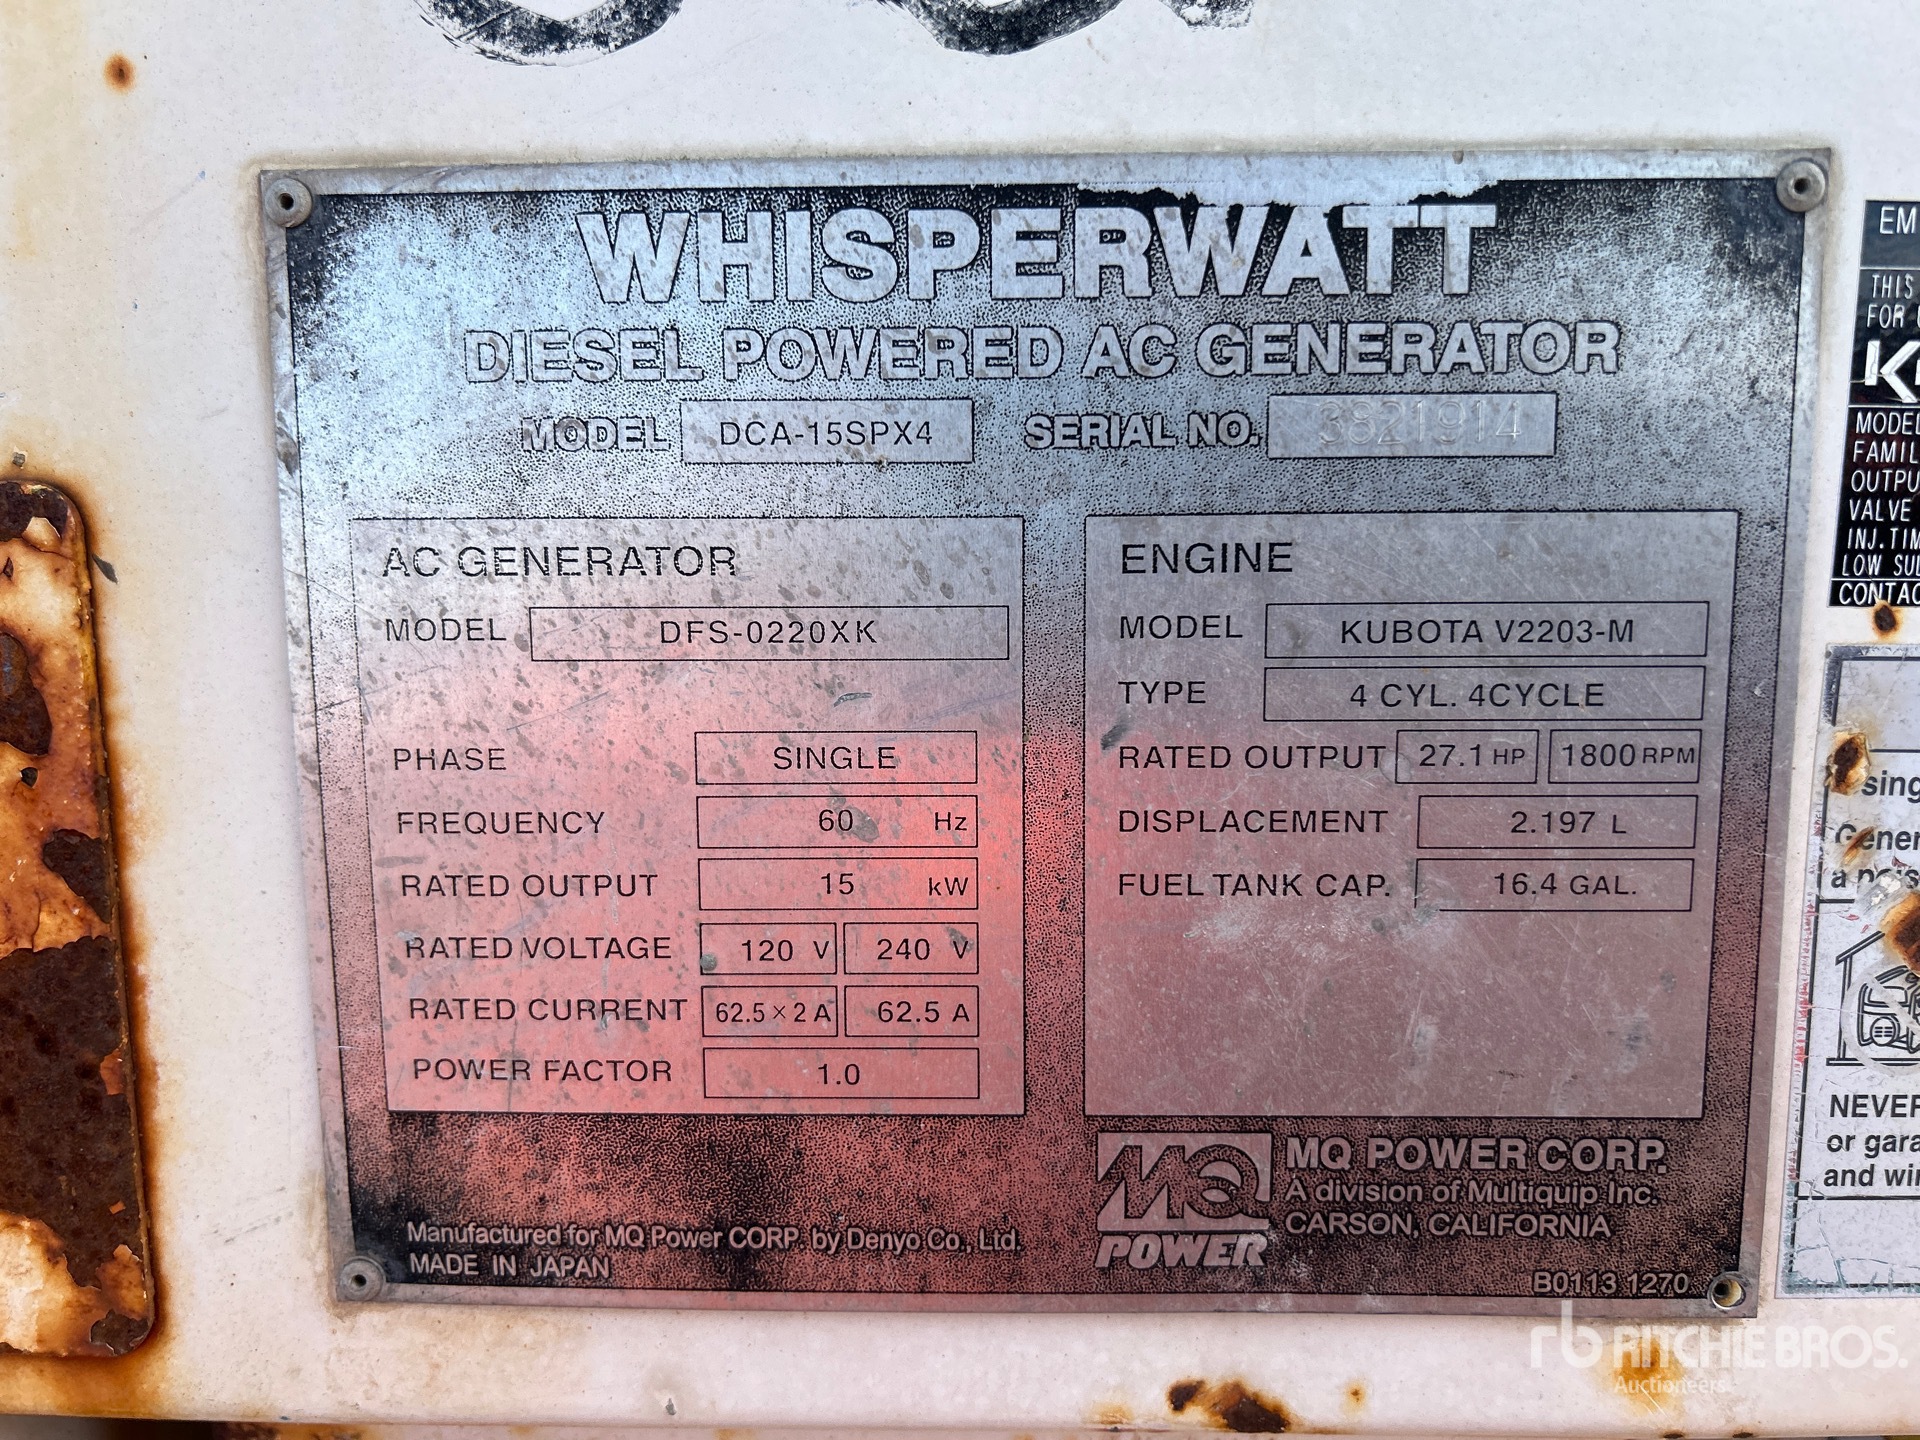 WHISPERWATT
DIESEL POWERED AC GENERATOR
MODEL DCA-15SPX4 SERIAL NO. 3821914
AC GENERATOR
MODEL DFS-0220XK
PHASE SINGLE
FREQUENCY 60 Hz
RATED OUTPUT 15 kW
RATED VOLTAGE 120 V 240 V
RATED CURRENT 62.5 × 2 A 62.5 A
POWER FACTOR 1.0
ENGINE
MODEL KUBOTA V2203-M
TYPE 4 CYL. 4CYCLE
RATED OUTPUT 27.1 HP 1800 RPM
DISPLACEMENT 2.197 L
FUEL TANK CAP. 16.4 GAL.
Manufactured for MQ Power CORP. by Denyo Co., Ltd.
MADE IN JAPAN
MQ
POWER
MQ POWER CORP.
A division of Multiquip Inc.
CARSON, CALIFORNIA
B0113 1270
EM
THIS
FOR
K
MODEL
FAMIL
OUTPU
VALVE
INJ. TIM
LOW SUL
CONTAC
sing
Gener
a pois
NEVER
or gara
and wi
rb RITCHIE BROS.
Auctioneers